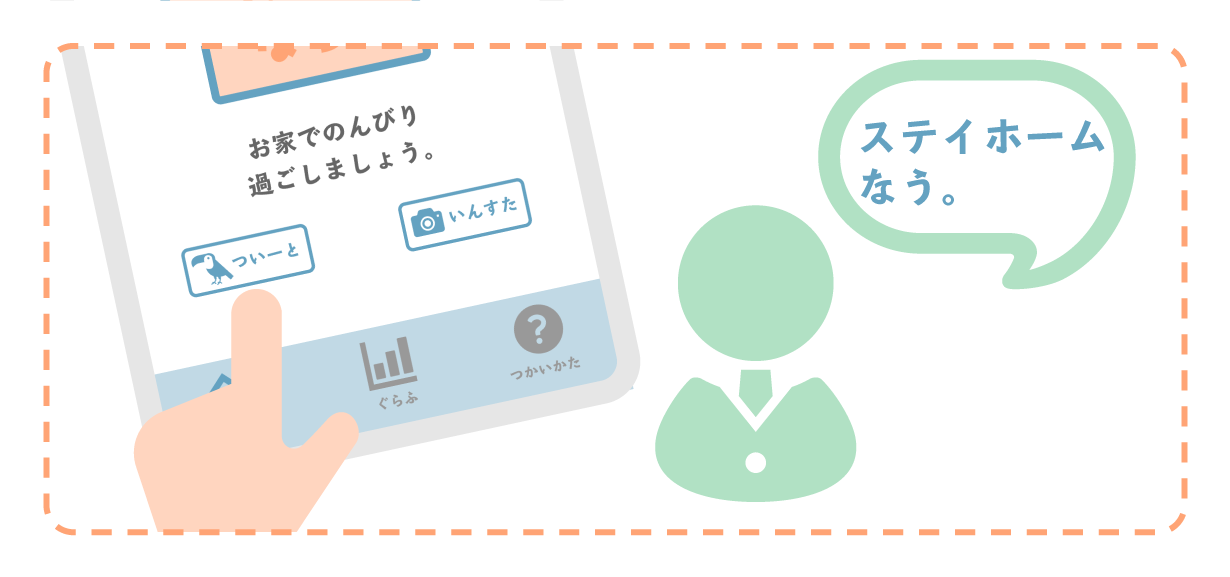 お家でのんびり
過ごしましょう。
ついーと
いんすた
ぐらふ
?
つかいかた
ステイホーム
なう。